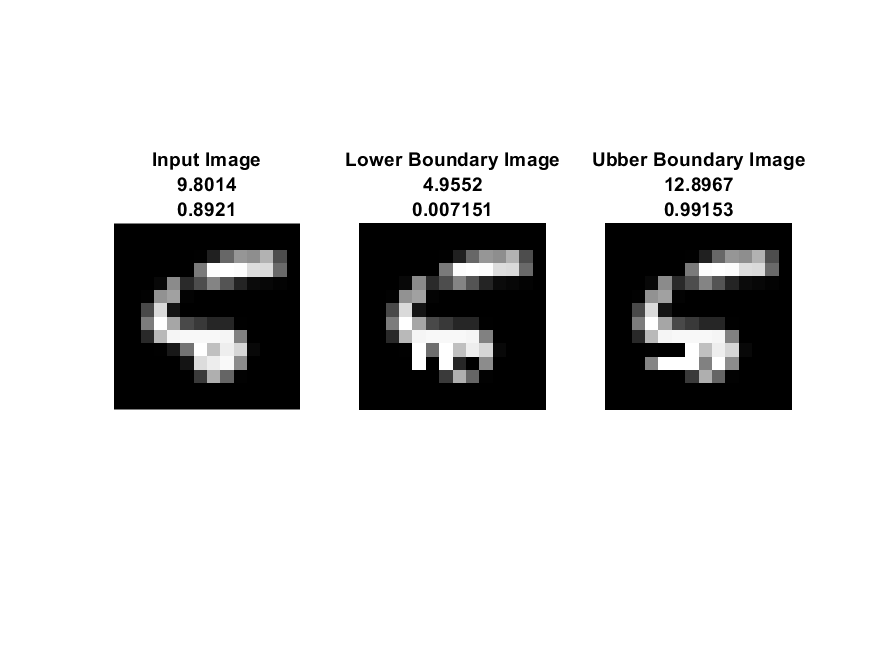 Input Image
9.8014
0.8921
Lower Boundary Image
4.9552
0.007151
Ubber Boundary Image
12.8967
0.99153